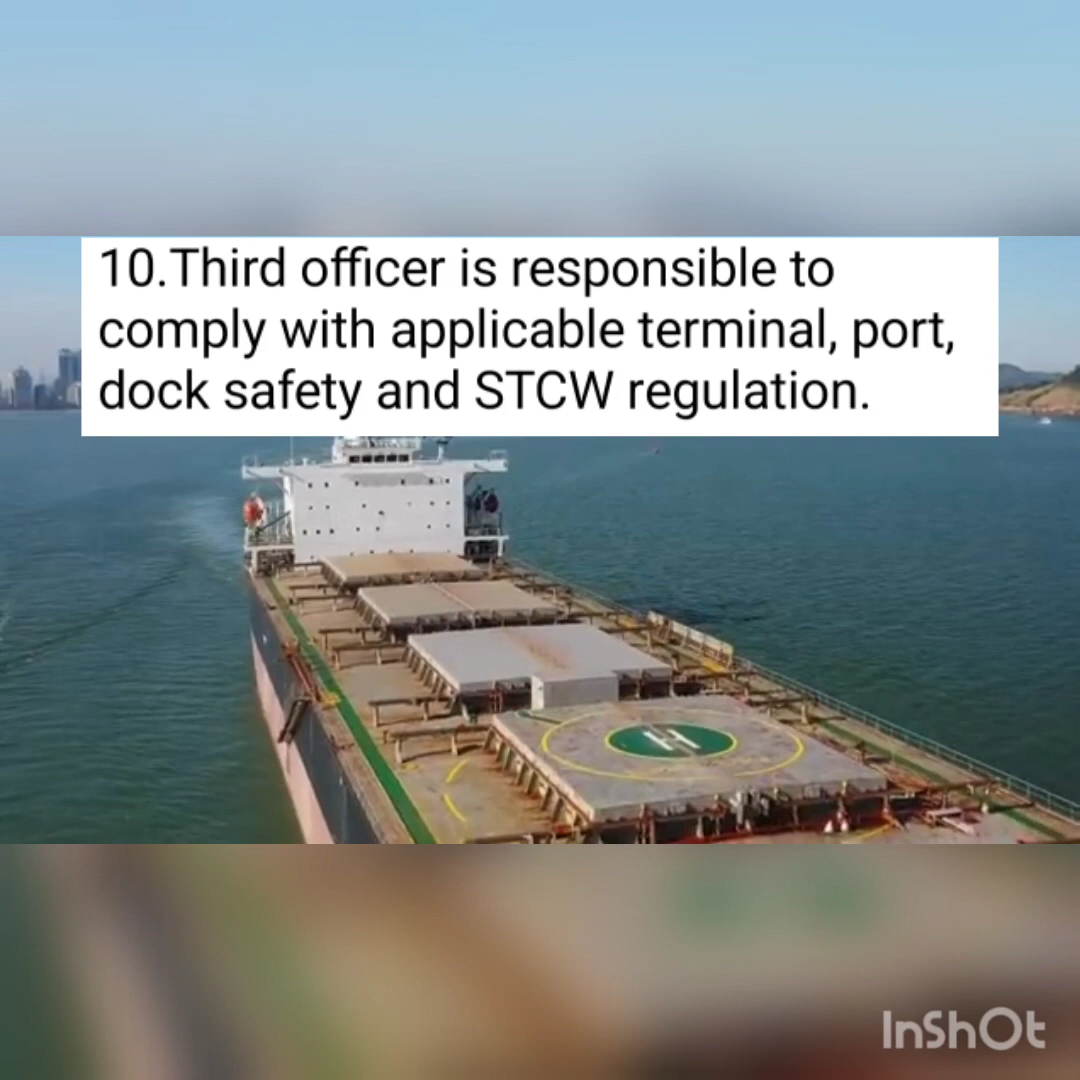 10.Third officer is responsible to
comply with applicable terminal, port,
dock safety and STCW regulation.
H
InShOt